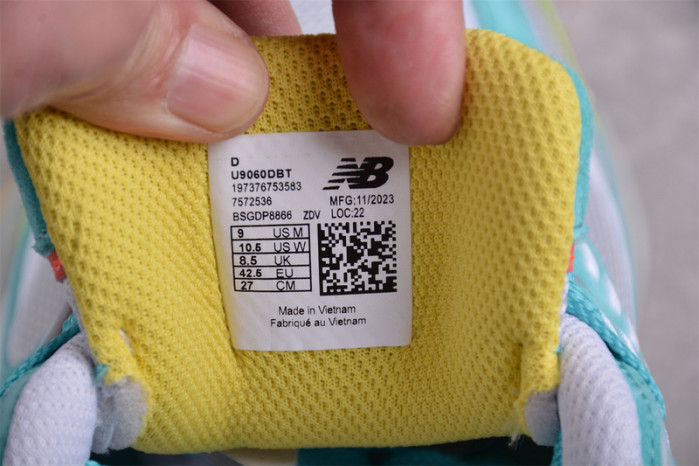 D
U9060DBT
197376753583
7572536
BSGDP8866 ZDV
NB
MFG:11/2023
LOC:22
9 US M
10.5 US W
8.5 UK
42.5 EU
27 CM
Made in Vietnam
Fabriqué au Vietnam